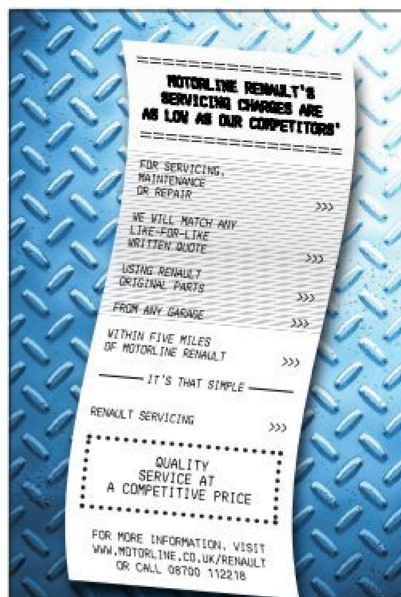 MOTORLINE RENAULT'S
SERVICING CHARGES ARE
AS LOW AS OUR COMPETITORS'
FOR SERVICING,
MAINTENANCE
OR REPAIR >>>
WE WILL MATCH ANY
LIKE-FOR-LIKE
WRITTEN QUOTE >>>
USING RENAULT
ORIGINAL PARTS >>>
FROM ANY GARAGE >>>
WITHIN FIVE MILES
OF MOTORLINE RENAULT >>>
IT'S THAT SIMPLE
RENAULT SERVICING >>>
QUALITY
SERVICE AT
A COMPETITIVE PRICE
FOR MORE INFORMATION, VISIT
WWW.MOTORLINE.CO.UK/RENAULT
OR CALL 08700 112218